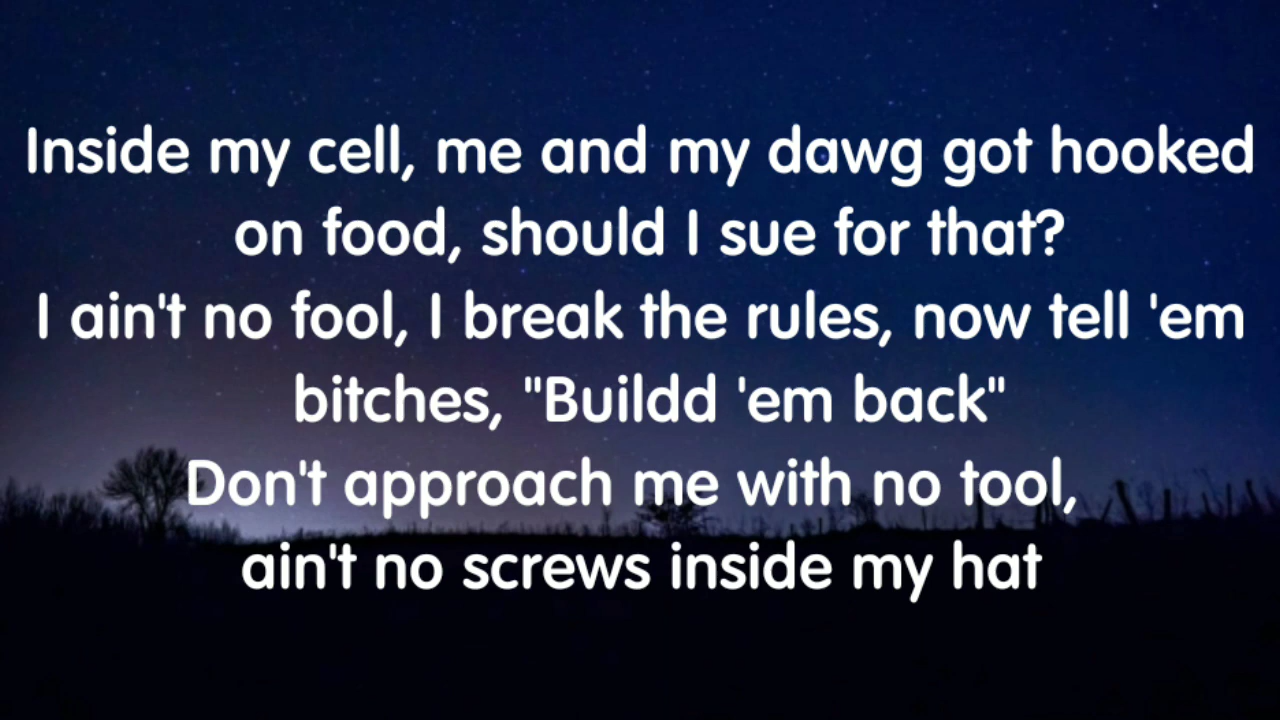 Inside my cell, me and my dawg got hooked
on food, should I sue for that?
I ain't no fool, I break the rules, now tell 'em
bitches, "Buildd 'em back"
Don't approach me with no tool,
ain't no screws inside my hat